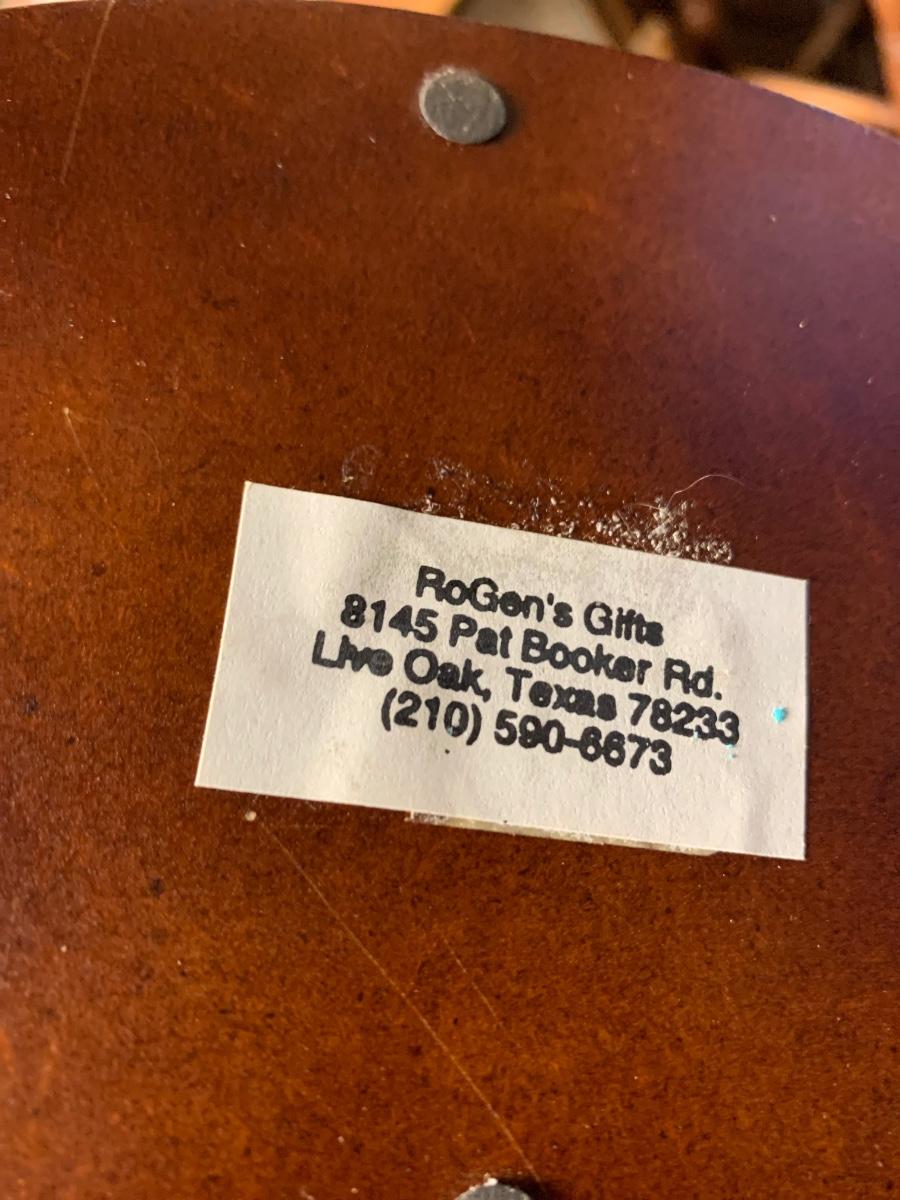 RoGen's Gifts
8145 Pat Booker Rd.
Live Oak, Texas 78233
(210) 590-6673